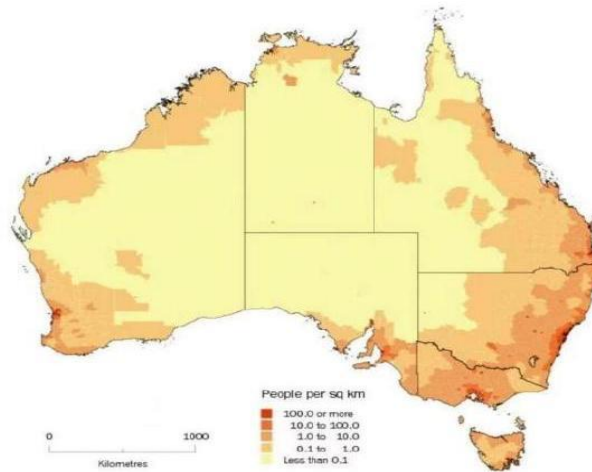 People per sq km
100.0 or more
10.0 to 100.0
1.0 to 10.0
0.1 to 1.0
Less than 0.1
0 1000
Kilometres